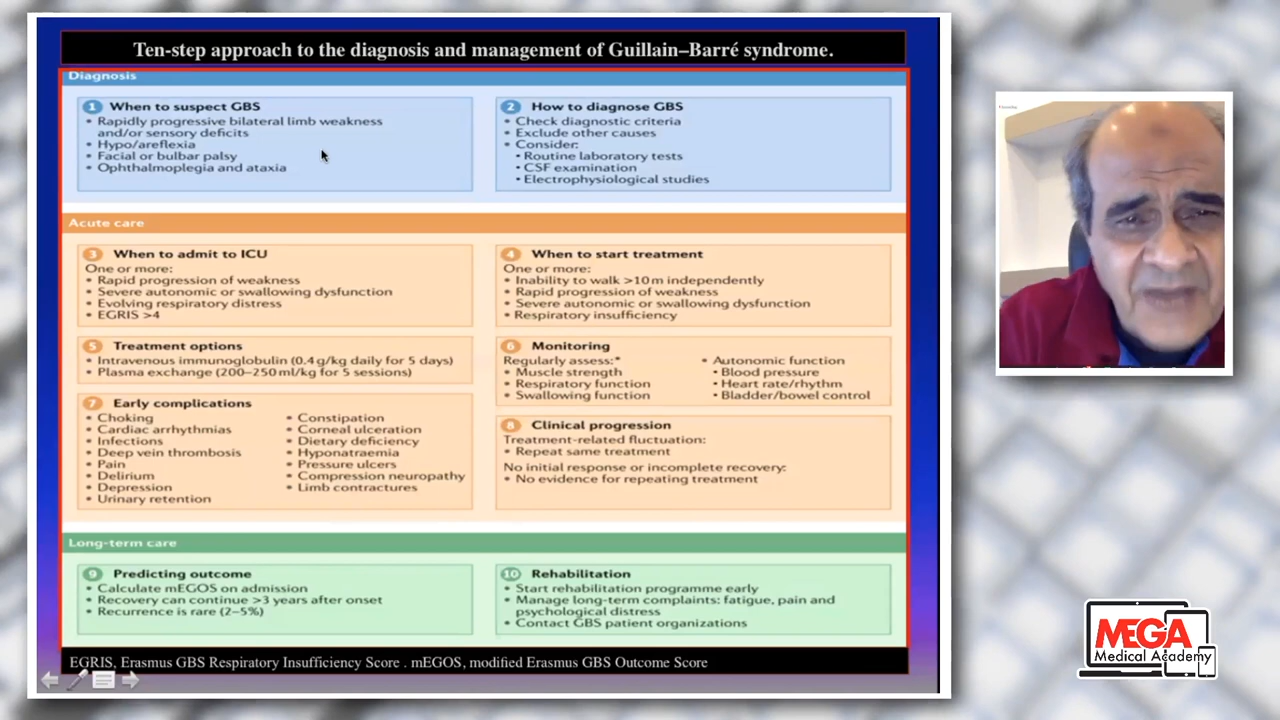 Ten-step approach to the diagnosis and management of Guillain–Barré syndrome.
Diagnosis
1 When to suspect GBS
• Rapidly progressive bilateral limb weakness
and/or sensory deficits
• Hypo/areflexia
• Facial or bulbar palsy
• Ophthalmoplegia and ataxia
2 How to diagnose GBS
• Check diagnostic criteria
• Exclude other causes
• Consider:
• Routine laboratory tests
• CSF examination
• Electrophysiological studies
Acute care
3 When to admit to ICU
One or more:
• Rapid progression of weakness
• Severe autonomic or swallowing dysfunction
• Evolving respiratory distress
• EGRIS >4
4 When to start treatment
One or more:
• Inability to walk >10 m independently
• Rapid progression of weakness
• Severe autonomic or swallowing dysfunction
• Respiratory insufficiency
5 Treatment options
• Intravenous immunoglobulin (0.4 g/kg daily for 5 days)
• Plasma exchange (200–250 ml/kg for 5 sessions)
6 Monitoring
Regularly assess:*
• Muscle strength
• Respiratory function
• Swallowing function
• Autonomic function
• Blood pressure
• Heart rate/rhythm
• Bladder/bowel control
7 Early complications
• Choking
• Cardiac arrhythmias
• Infections
• Deep vein thrombosis
• Pain
• Delirium
• Depression
• Urinary retention
• Constipation
• Corneal ulceration
• Dietary deficiency
• Hyponatraemia
• Pressure ulcers
• Compression neuropathy
• Limb contractures
8 Clinical progression
Treatment-related fluctuation:
• Repeat same treatment
No initial response or incomplete recovery:
• No evidence for repeating treatment
Long-term care
9 Predicting outcome
• Calculate mEGOS on admission
• Recovery can continue >3 years after onset
• Recurrence is rare (2–5%)
10 Rehabilitation
• Start rehabilitation programme early
• Manage long-term complaints: fatigue, pain and
psychological distress
• Contact GBS patient organizations
EGRIS, Erasmus GBS Respiratory Insufficiency Score . mEGOS, modified Erasmus GBS Outcome Score
MEGA
Medical Academy